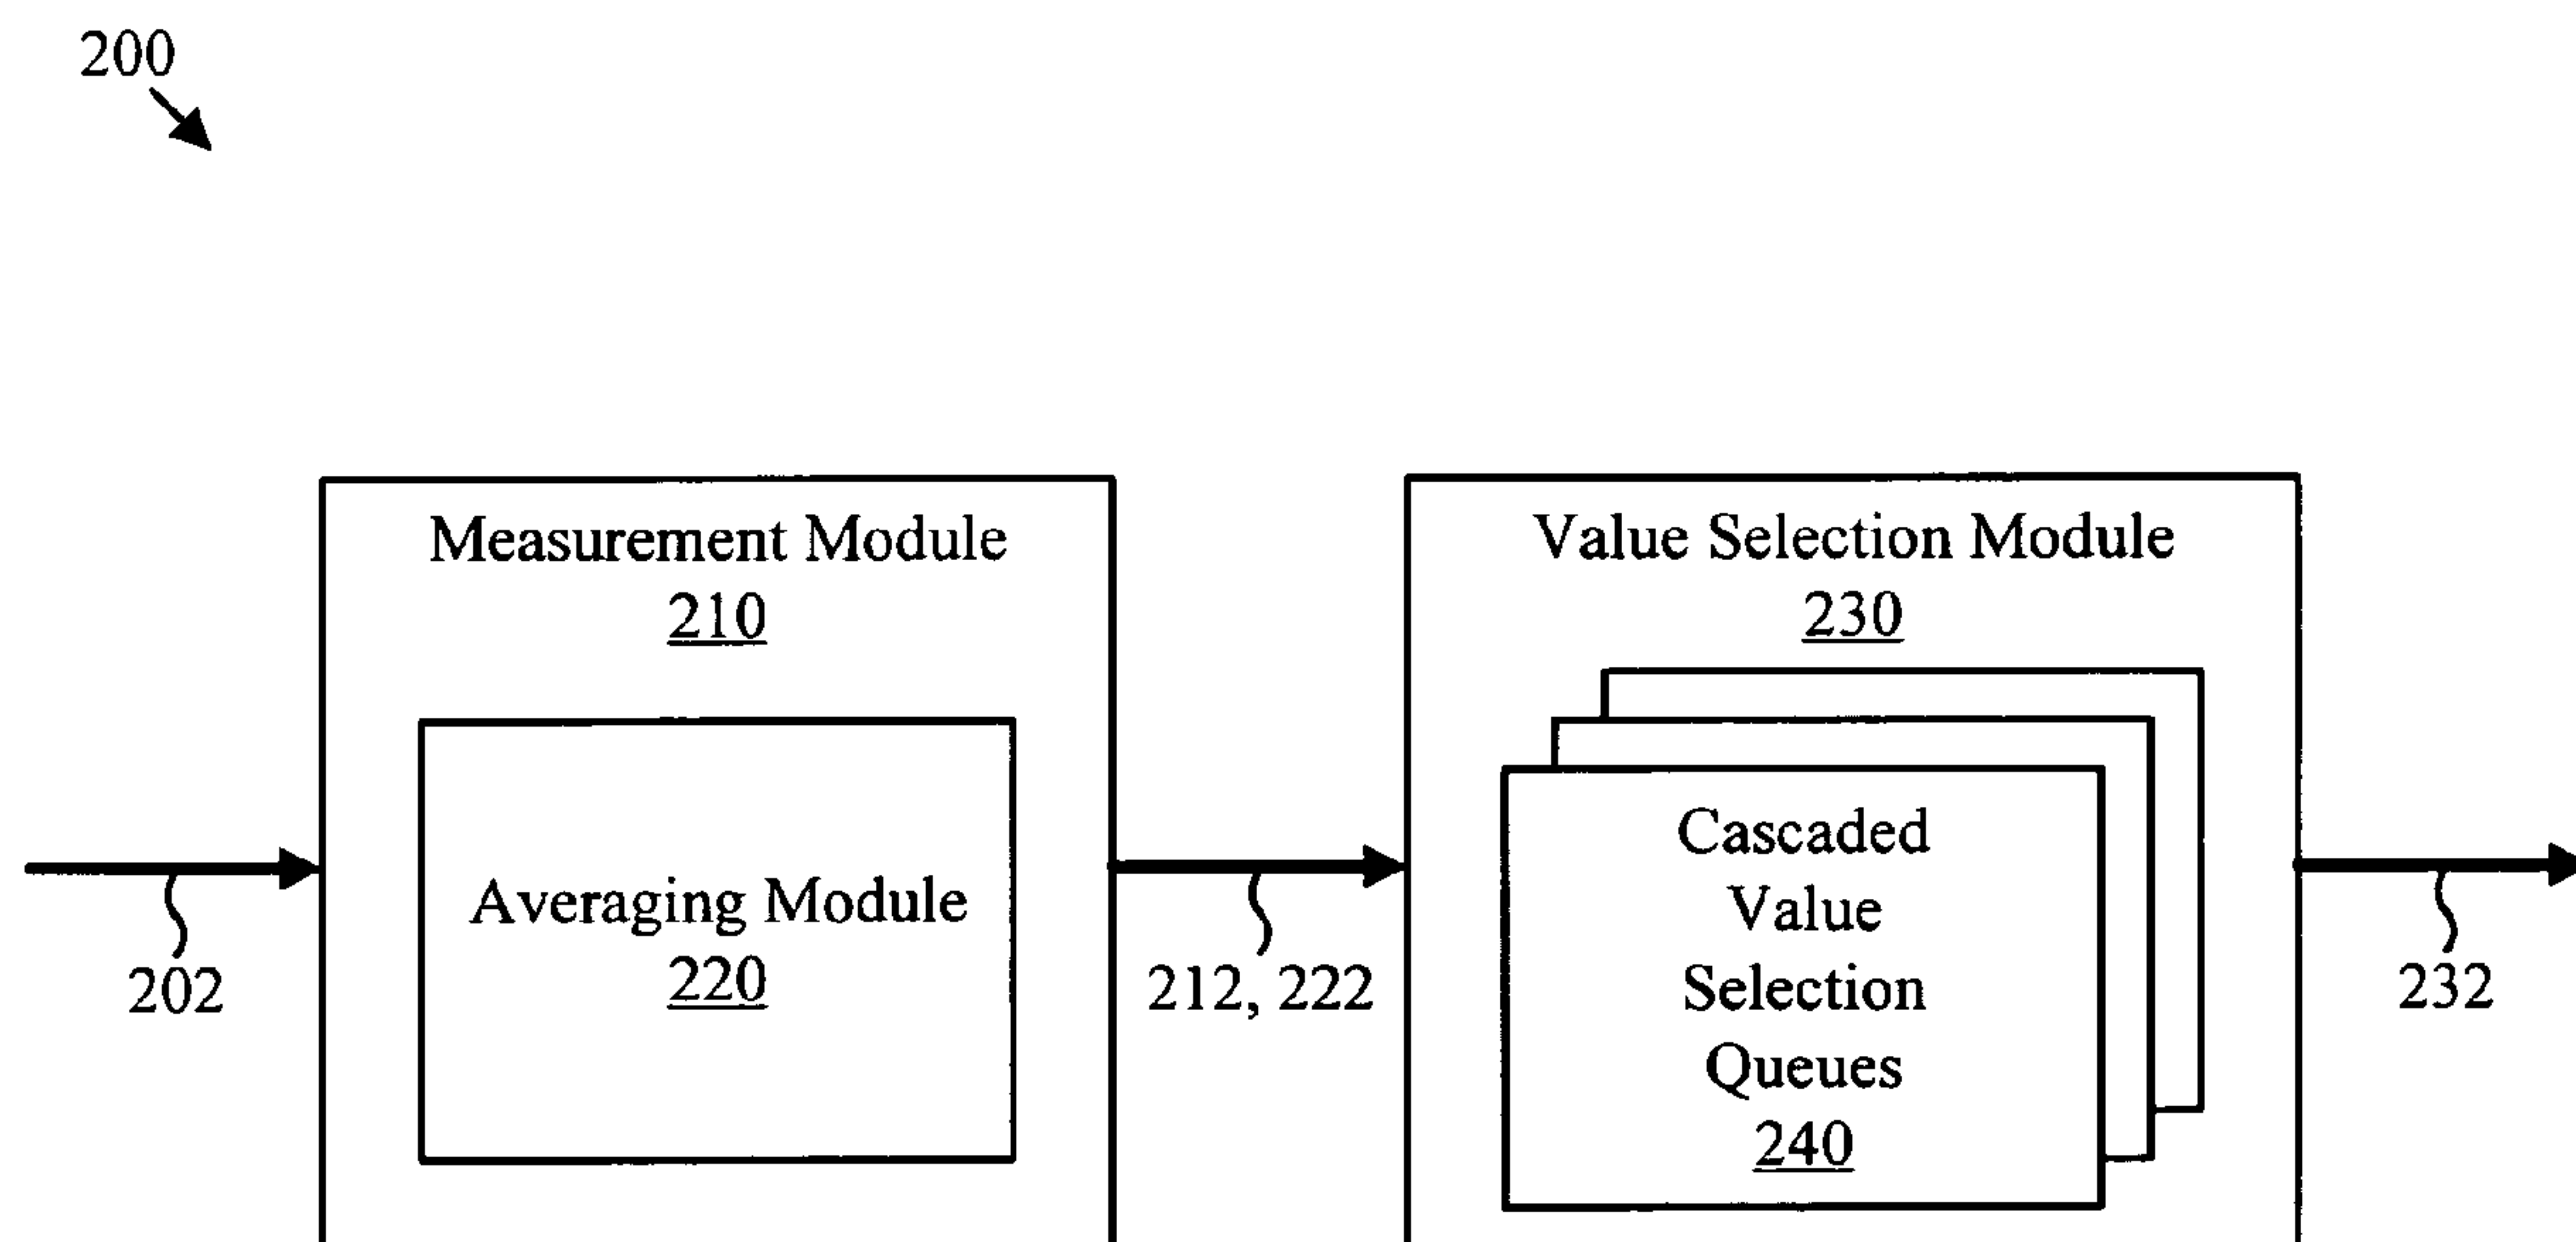 200
Measurement Module
210
Averaging Module
220
Value Selection Module
230
Cascaded
Value
Selection
Queues
240
202
212, 222
232